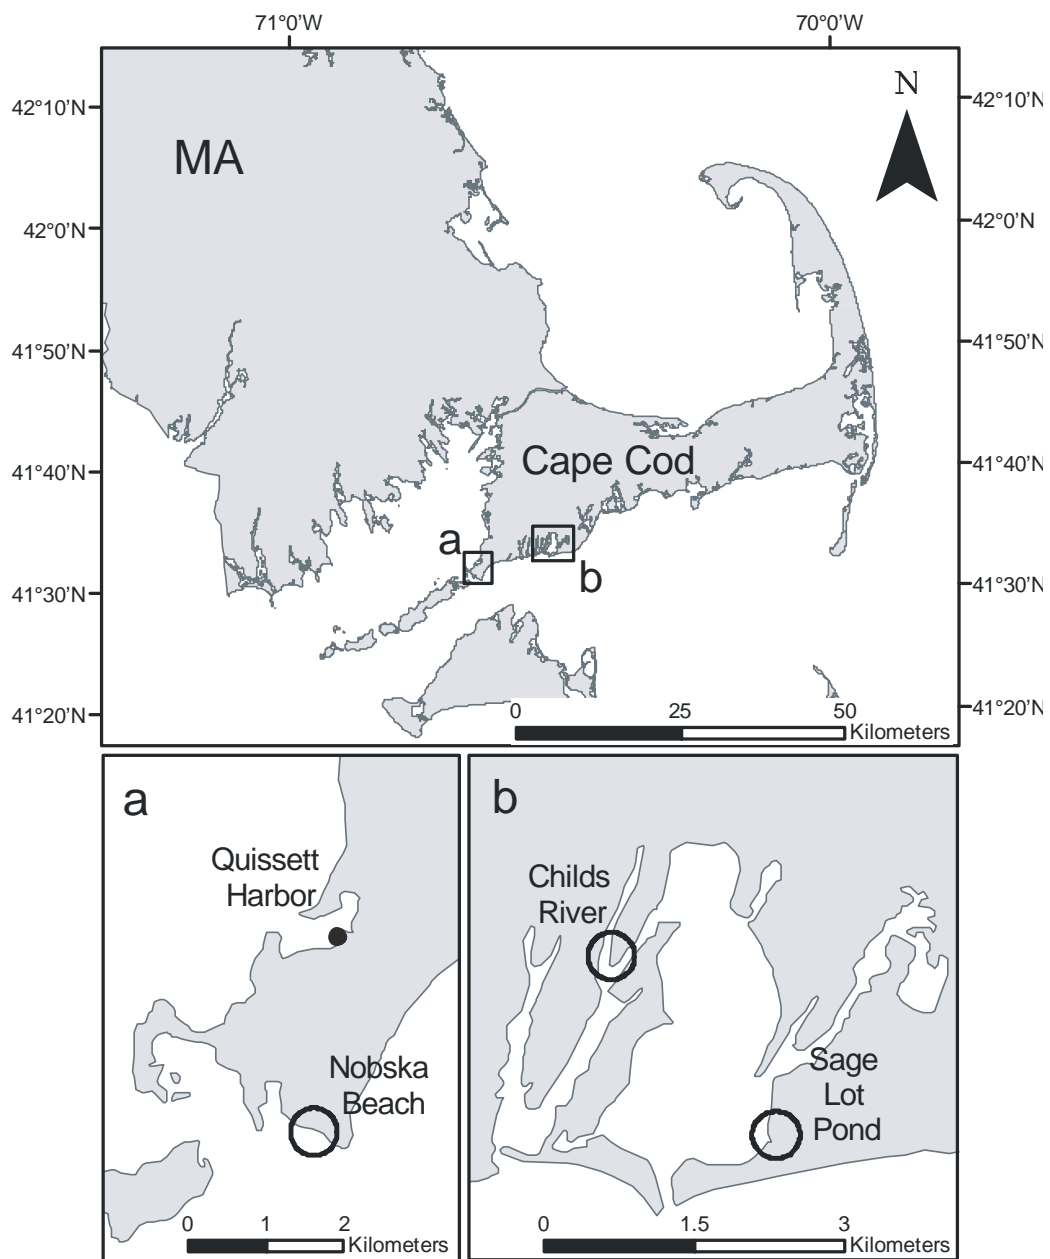 71°0'W
70°0'W
42°10'N
42°10'N
N
MA
42°0'N
42°0'N
41°50'N
41°50'N
41°40'N
41°40'N
Cape Cod
a
b
41°30'N
41°30'N
41°20'N
41°20'N
0 25 50
Kilometers
a
Quissett
Harbor
Nobska
Beach
0 1 2
Kilometers
b
Childs
River
Sage
Lot
Pond
0 1.5 3
Kilometers